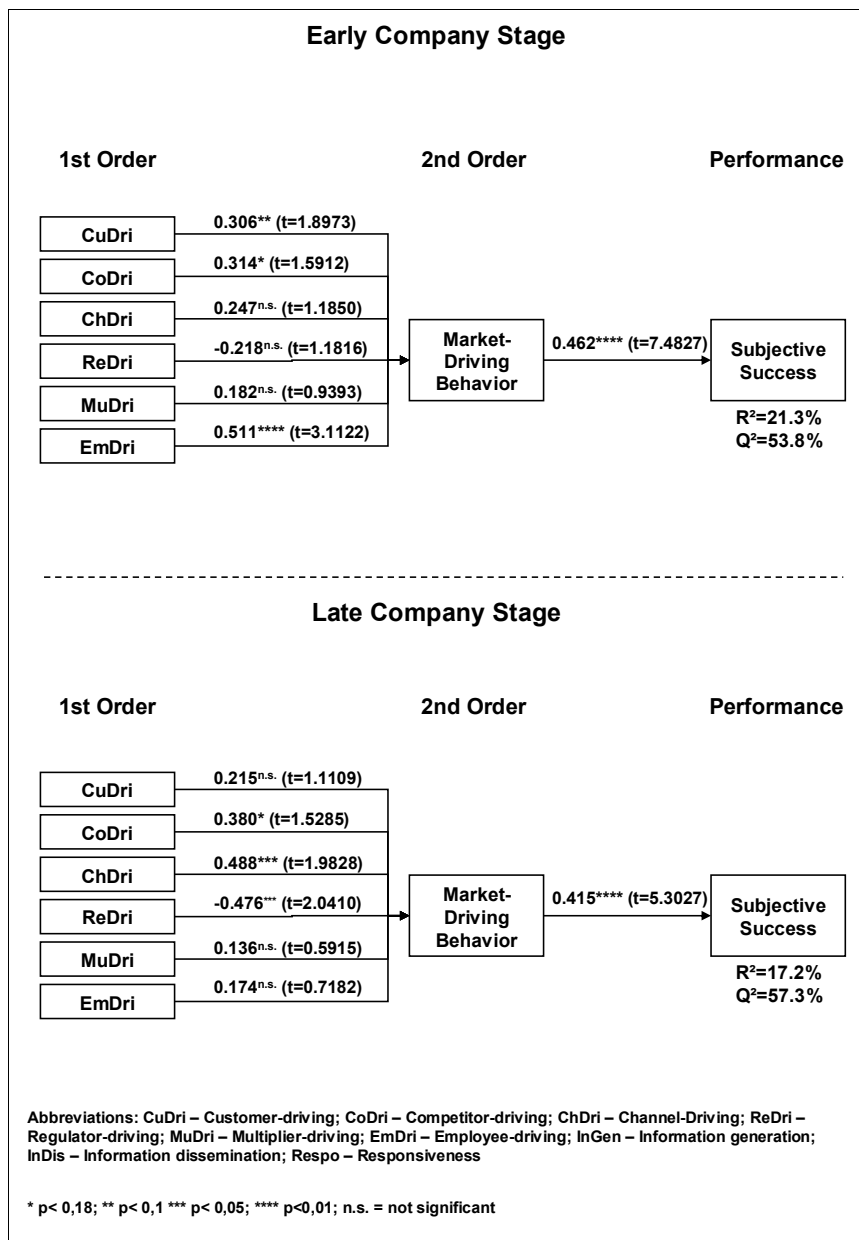 Early Company Stage
1st Order 2nd Order Performance
CuDri 0.306** (t=1.8973)
CoDri 0.314* (t=1.5912)
ChDri 0.247n.s. (t=1.1850)
ReDri -0.218n.s. (t=1.1816)
MuDri 0.182n.s. (t=0.9393)
EmDri 0.511**** (t=3.1122)
Market-
Driving
Behavior
0.462**** (t=7.4827)
Subjective
Success
R²=21.3%
Q²=53.8%
Late Company Stage
1st Order 2nd Order Performance
CuDri 0.215n.s. (t=1.1109)
CoDri 0.380* (t=1.5285)
ChDri 0.488*** (t=1.9828)
ReDri -0.476*** (t=2.0410)
MuDri 0.136n.s. (t=0.5915)
EmDri 0.174n.s. (t=0.7182)
Market-
Driving
Behavior
0.415**** (t=5.3027)
Subjective
Success
R²=17.2%
Q²=57.3%
Abbreviations: CuDri – Customer-driving; CoDri – Competitor-driving; ChDri – Channel-Driving; ReDri –
Regulator-driving; MuDri – Multiplier-driving; EmDri – Employee-driving; InGen – Information generation;
InDis – Information dissemination; Respo – Responsiveness
* p< 0,18; ** p< 0,1 *** p< 0,05; **** p<0,01; n.s. = not significant